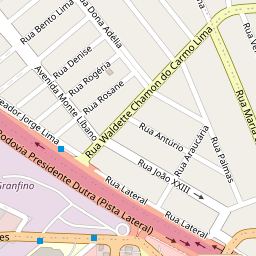 Rua Bento Lima
Rua Dona Adélia
Rua Denise
Rua Rogéria
Rua Rosane
Avenida Monte Líbano
Rua Waldette Chamon do Carmo Lima
Rua Maria
Rua Antúrio
Rua Araucária
Rua Palmas
Rua João XXIII
eador Jorge Lima
Rodovia Presidente Dutra (Pista Lateral)
Rua Lateral
Rua Lateral
Granfino
es